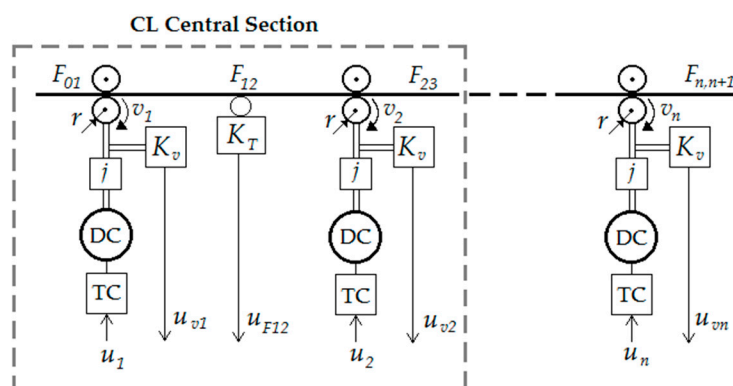 CL Central Section
F01 F12 F23 Fn,n+1
r v1 r v2 r vn
Kv KT Kv Kv
j j j
DC DC DC
TC TC TC
u1 uv1 uF12 u2 uv2 un uvn